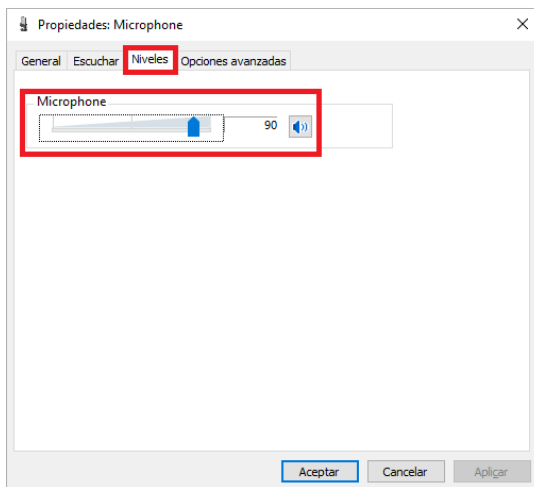 Propiedades: Microphone
General Escuchar Niveles Opciones avanzadas
Microphone
90
Aceptar Cancelar Aplicar